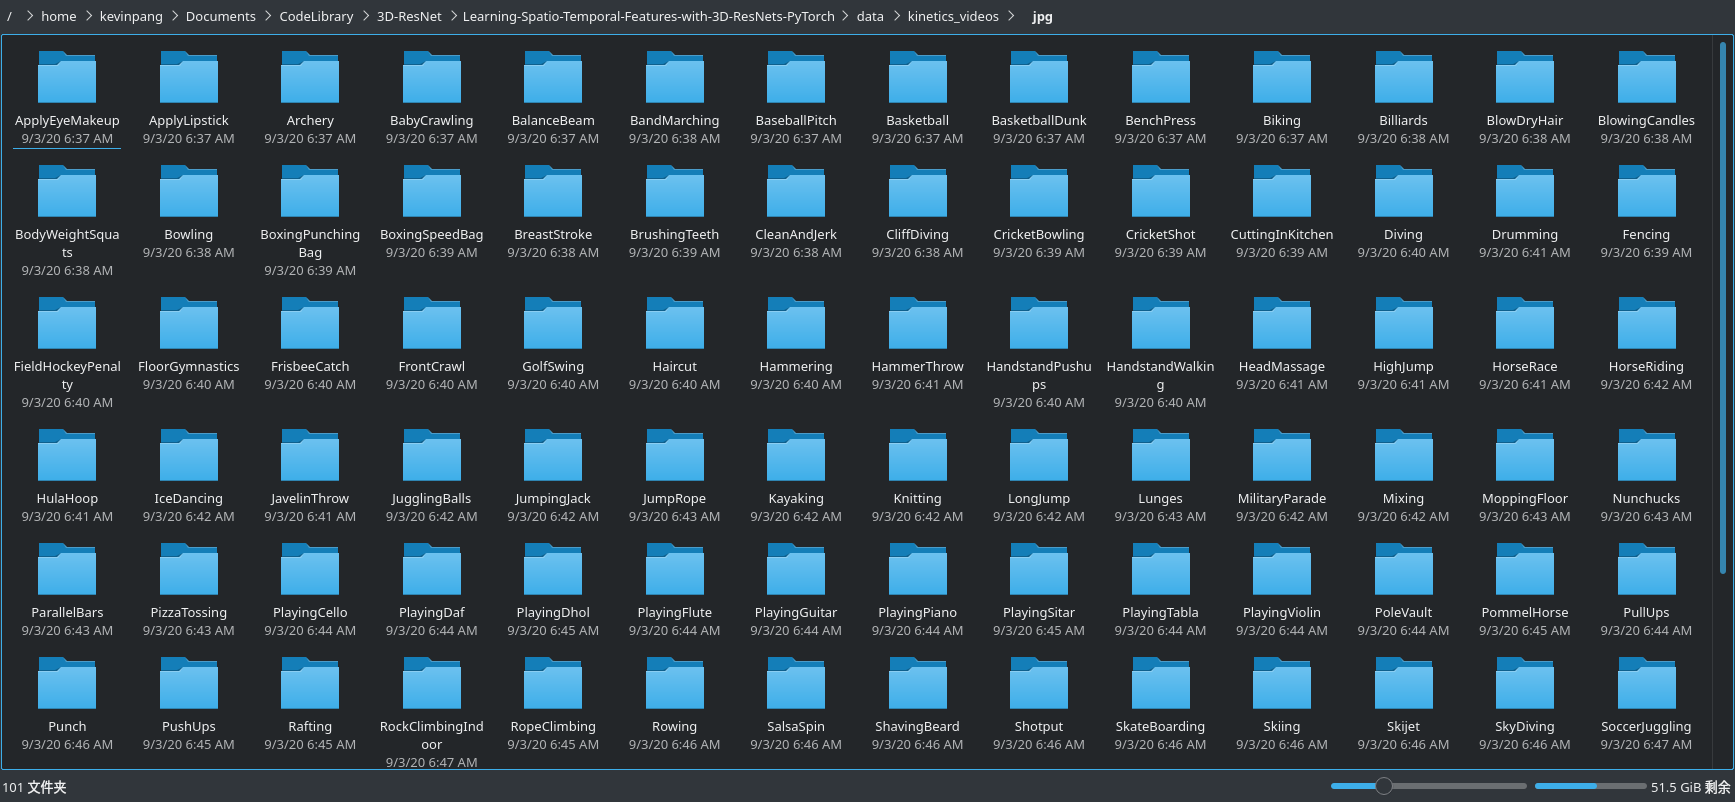 / > home > kevinpang > Documents > CodeLibrary > 3D-ResNet > Learning-Spatio-Temporal-Features-with-3D-ResNets-PyTorch > data > kinetics_videos > jpg
ApplyEyeMakeup ApplyLipstick Archery BabyCrawling BalanceBeam BandMarching BaseballPitch Basketball BasketballDunk BenchPress Biking Billiards BlowDryHair BlowingCandles
9/3/20 6:37 AM 9/3/20 6:37 AM 9/3/20 6:37 AM 9/3/20 6:37 AM 9/3/20 6:37 AM 9/3/20 6:38 AM 9/3/20 6:37 AM 9/3/20 6:37 AM 9/3/20 6:37 AM 9/3/20 6:37 AM 9/3/20 6:37 AM 9/3/20 6:38 AM 9/3/20 6:38 AM 9/3/20 6:38 AM
BodyWeightSqua Bowling BoxingPunching BoxingSpeedBag BreastStroke BrushingTeeth CleanAndJerk CliffDiving CricketBowling CricketShot CuttingInKitchen Diving Drumming Fencing
ts 9/3/20 6:38 AM Bag 9/3/20 6:39 AM 9/3/20 6:38 AM 9/3/20 6:39 AM 9/3/20 6:38 AM 9/3/20 6:38 AM 9/3/20 6:39 AM 9/3/20 6:39 AM 9/3/20 6:39 AM 9/3/20 6:40 AM 9/3/20 6:41 AM 9/3/20 6:39 AM
9/3/20 6:38 AM 9/3/20 6:39 AM
FieldHockeyPenal FloorGymnastics FrisbeeCatch FrontCrawl GolfSwing Haircut Hammering HammerThrow HandstandPushu HandstandWalkin HeadMassage HighJump HorseRace HorseRiding
ty 9/3/20 6:40 AM 9/3/20 6:40 AM 9/3/20 6:40 AM 9/3/20 6:40 AM 9/3/20 6:40 AM 9/3/20 6:40 AM 9/3/20 6:41 AM ps g 9/3/20 6:41 AM 9/3/20 6:41 AM 9/3/20 6:41 AM 9/3/20 6:42 AM
9/3/20 6:40 AM 9/3/20 6:40 AM 9/3/20 6:40 AM
HulaHoop IceDancing JavelinThrow JugglingBalls JumpingJack JumpRope Kayaking Knitting LongJump Lunges MilitaryParade Mixing MoppingFloor Nunchucks
9/3/20 6:41 AM 9/3/20 6:42 AM 9/3/20 6:41 AM 9/3/20 6:42 AM 9/3/20 6:42 AM 9/3/20 6:43 AM 9/3/20 6:42 AM 9/3/20 6:42 AM 9/3/20 6:42 AM 9/3/20 6:43 AM 9/3/20 6:42 AM 9/3/20 6:42 AM 9/3/20 6:43 AM 9/3/20 6:43 AM
ParallelBars PizzaTossing PlayingCello PlayingDaf PlayingDhol PlayingFlute PlayingGuitar PlayingPiano PlayingSitar PlayingTabla PlayingViolin PoleVault PommelHorse PullUps
9/3/20 6:43 AM 9/3/20 6:43 AM 9/3/20 6:44 AM 9/3/20 6:44 AM 9/3/20 6:45 AM 9/3/20 6:44 AM 9/3/20 6:44 AM 9/3/20 6:44 AM 9/3/20 6:45 AM 9/3/20 6:44 AM 9/3/20 6:44 AM 9/3/20 6:44 AM 9/3/20 6:45 AM 9/3/20 6:44 AM
Punch PushUps Rafting RockClimbingInd RopeClimbing Rowing SalsaSpin ShavingBeard Shotput SkateBoarding Skiing Skijet SkyDiving SoccerJuggling
9/3/20 6:46 AM 9/3/20 6:45 AM 9/3/20 6:45 AM oor 9/3/20 6:45 AM 9/3/20 6:46 AM 9/3/20 6:46 AM 9/3/20 6:46 AM 9/3/20 6:46 AM 9/3/20 6:46 AM 9/3/20 6:46 AM 9/3/20 6:46 AM 9/3/20 6:46 AM 9/3/20 6:47 AM
9/3/20 6:47 AM
101 文件夹 51.5 GiB 剩余